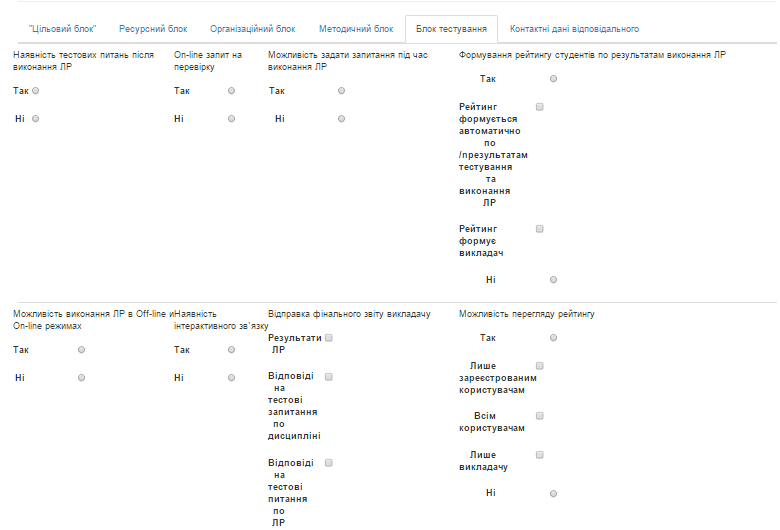 "Цільовий блок" Ресурсний блок Організаційний блок Методичний блок Блок тестування Контактні дані відповідального
Наявність тестових питань після
виконання ЛР
Так
Ні
On-line запит на
перевірку
Так
Ні
Можливість задати запитання під час
виконання ЛР
Так
Ні
Формування рейтингу студентів по результатам виконання ЛР
Так
Рейтинг
формується
автоматично
по
/презультатам
тестування
та
виконання
ЛР
Рейтинг
формує
викладач
Ні
Можливість виконання ЛР в Off-line и
On-line режимах
Так
Ні
Наявність
інтерактивного зв'язку
Так
Ні
Відправка фінального звіту викладачу
Результати
ЛР
Відповіді
на
тестові
запитання
по
дисципліні
Відповіді
на
тестові
питання
по
ЛР
Можливість перегляду рейтингу
Так
Лише
зареєстрованим
користувачам
Всім
користувачам
Лише
викладачу
Ні